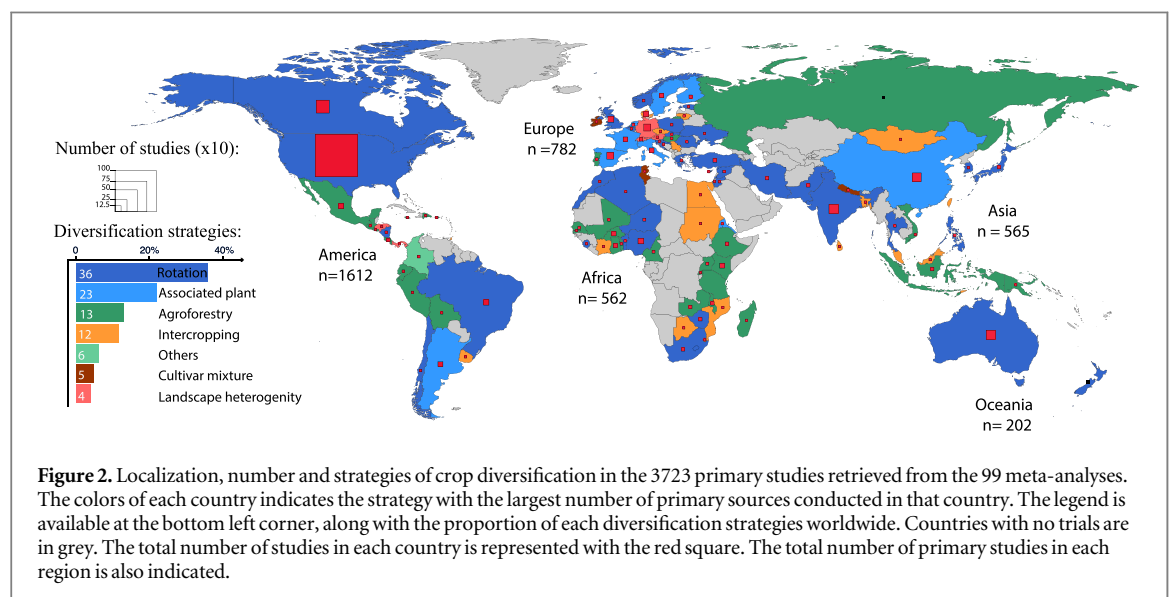 Number of studies (x10):
100
75
50
25
12.5
Diversification strategies:
0 20% 40%
36 Rotation
23 Associated plant
13 Agroforestry
12 Intercropping
6 Others
5 Cultivar mixture
4 Landscape heterogenity
America
n=1612
Europe
n =782
Africa
n= 562
Asia
n= 565
Oceania
n= 202
Figure 2. Localization, number and strategies of crop diversification in the 3723 primary studies retrieved from the 99 meta-analyses.
The colors of each country indicates the strategy with the largest number of primary sources conducted in that country. The legend is
available at the bottom left corner, along with the proportion of each diversification strategies worldwide. Countries with no trials are
in grey. The total number of studies in each country is represented with the red square. The total number of primary studies in each
region is also indicated.